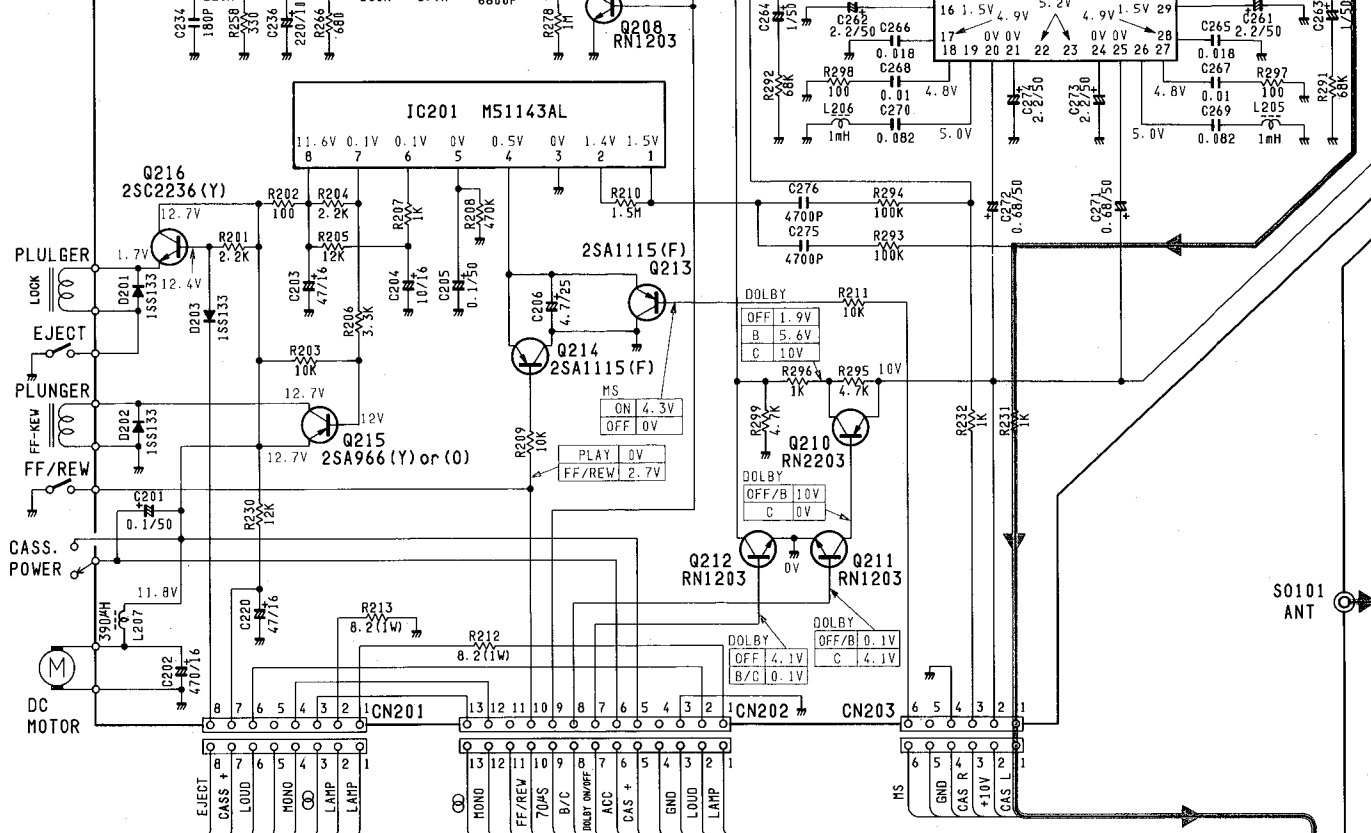 C234 180P
R258 330
C236 220/10
R266 680
6800P
R278 1M
Q208
RN1203
C264 1/50
C262
2.2/50
C266
0.018
R298
100
C268
0.01
L206
1mH
C270
0.082
R292 68K
16 1.5V
4.9V
5.2V
4.9V
1.5V 29
17
18 19 20 21 22 23 24 25 26 27
28
0V 0V
0V 0V
4.8V
5.0V
4.8V
5.0V
C277 2.2/50
C273 2.2/50
C261
2.2/50
C263 1/50
C265
0.018
C267
0.01
R297
100
C269
0.082
L205
1mH
R291 68K
IC201 M51143AL
11.6V 0.1V 0.1V 0V 0.5V 0V 1.4V 1.5V
8 7 6 5 4 3 2 1
Q216
2SC2236(Y)
12.7V
R202
100
R204
2.2K
R207 1K
R208 470K
R210
1.5M
C276
4700P
R294
100K
C275
4700P
R293
100K
C272 0.68/50
C271 0.68/50
R201
2.2K
R205
12K
1.7V
12.4V
PLULGER
LOCK
D201 1SS133
D203 1SS133
C203 47/16
C204 10/16
C205 0.1/50
2SA1115(F)
Q213
C206 4.7/25
R206 3.3K
EJECT
R203
10K
Q214
2SA1115(F)
DOLBY
OFF 1.9V
B 5.6V
C 10V
R211
10K
R296
1K
R295
4.7K
10V
R299 4.7K
Q210
RN2203
R232 1K
R231 1K
PLUNGER
FF-KEW
D202 1SS133
12.7V
12V
Q215
2SA966(Y)or(O)
12.7V
MS
ON 4.3V
OFF 0V
R209 10K
PLAY 0V
FF/REW 2.7V
DOLBY
OFF/B 10V
C 0V
FF/REW
C201
0.1/50
R230 12K
CASS.
POWER
11.8V
Q212
RN1203
0V
Q211
RN1203
390μH
L207
C220 47/16
R213
8.2(1W)
R212
8.2(1W)
DOLBY
OFF 4.1V
B/C 0.1V
DOLBY
OFF/B 0.1V
C 4.1V
SO101
ANT
M
DC
MOTOR
C202 470/16
8 7 6 5 4 3 2 1
CN201
13 12 11 10 9 8 7 6 5 4 3 2 1
CN202
CN203
6 5 4 3 2 1
8 7 6 5 4 3 2 1
13 12 11 10 9 8 7 6 5 4 3 2 1
6 5 4 3 2 1
EJECT
CASS +
LOUD
MONO
LAMP
LAMP
MONO
FF/REW
70μS
B/C
DOLBY ON/OFF
ACC
CAS +
GND
LOUD
LAMP
MS
GND
CAS R
+10V
CAS L